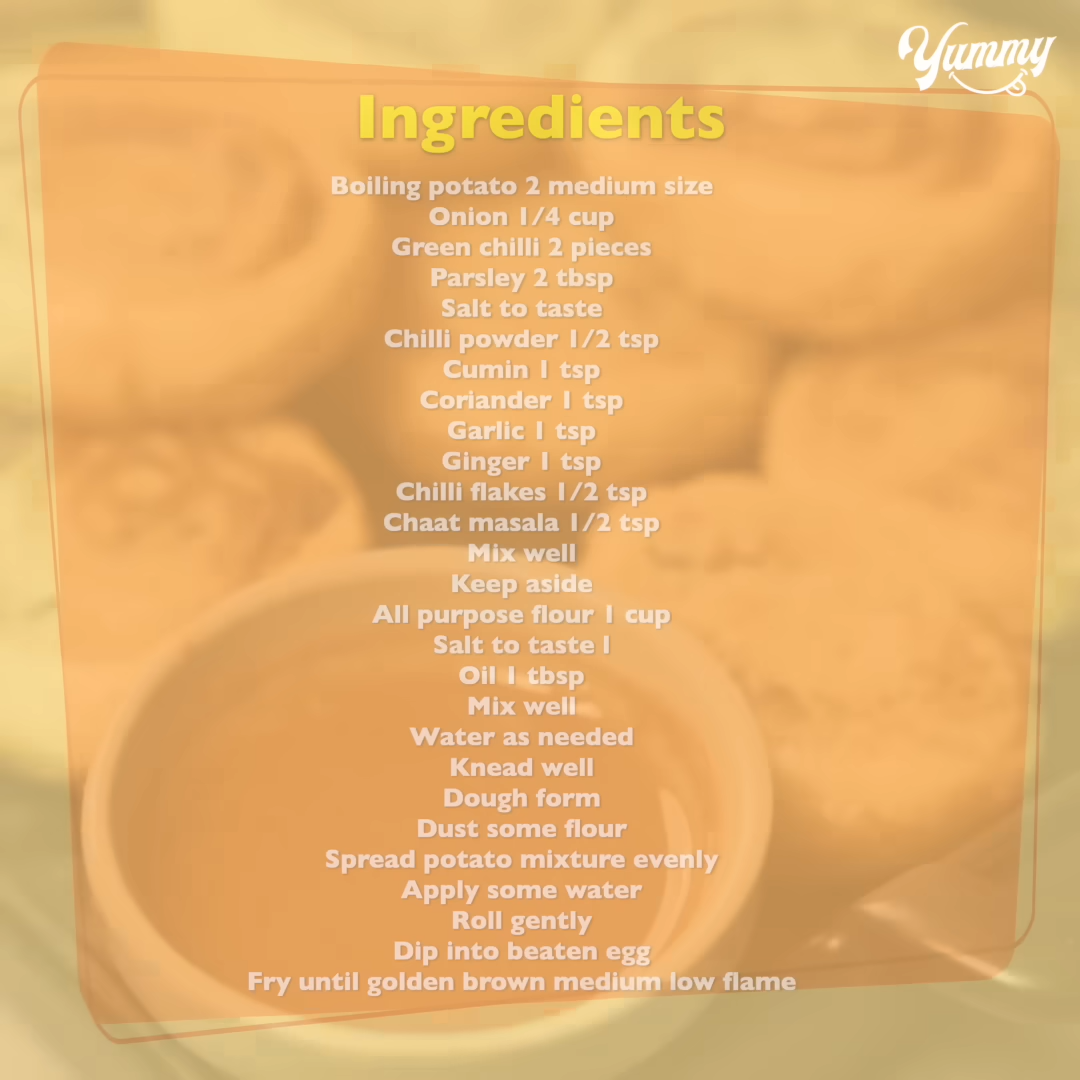 Yummy
Ingredients
Boiling potato 2 medium size
Onion 1/4 cup
Green chilli 2 pieces
Parsley 2 tbsp
Salt to taste
Chilli powder 1/2 tsp
Cumin 1 tsp
Coriander 1 tsp
Garlic 1 tsp
Ginger 1 tsp
Chilli flakes 1/2 tsp
Chaat masala 1/2 tsp
Mix well
Keep aside
All purpose flour 1 cup
Salt to taste l
Oil 1 tbsp
Mix well
Water as needed
Knead well
Dough form
Dust some flour
Spread potato mixture evenly
Apply some water
Roll gently
Dip into beaten egg
Fry until golden brown medium low flame